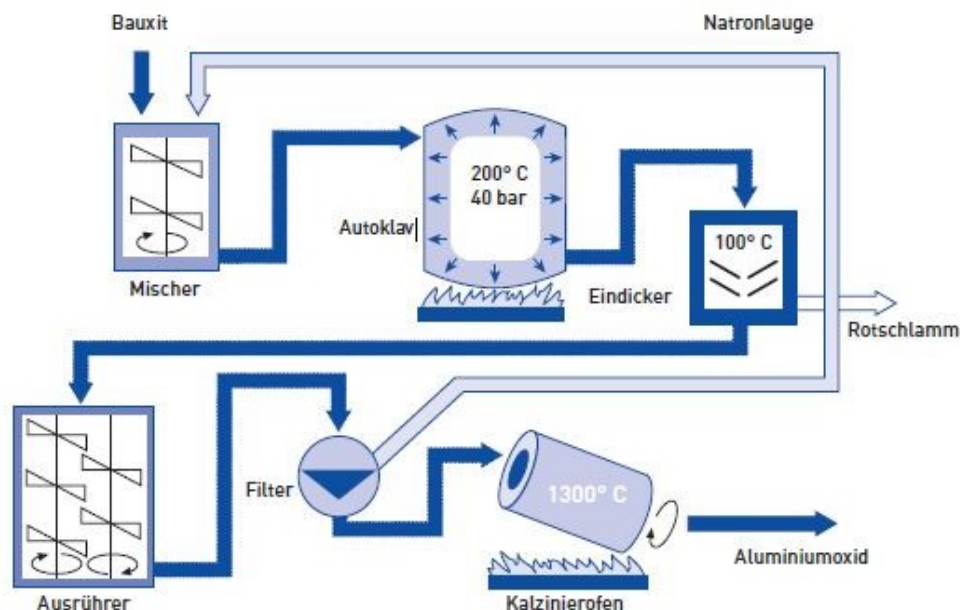 Bauxit
Natronlauge
200° C
40 bar
Autoklav
100° C
Mischer
Eindicker
Rotschlamm
Filter
1300° C
Aluminiumoxid
Ausrührer
Kalzinierofen